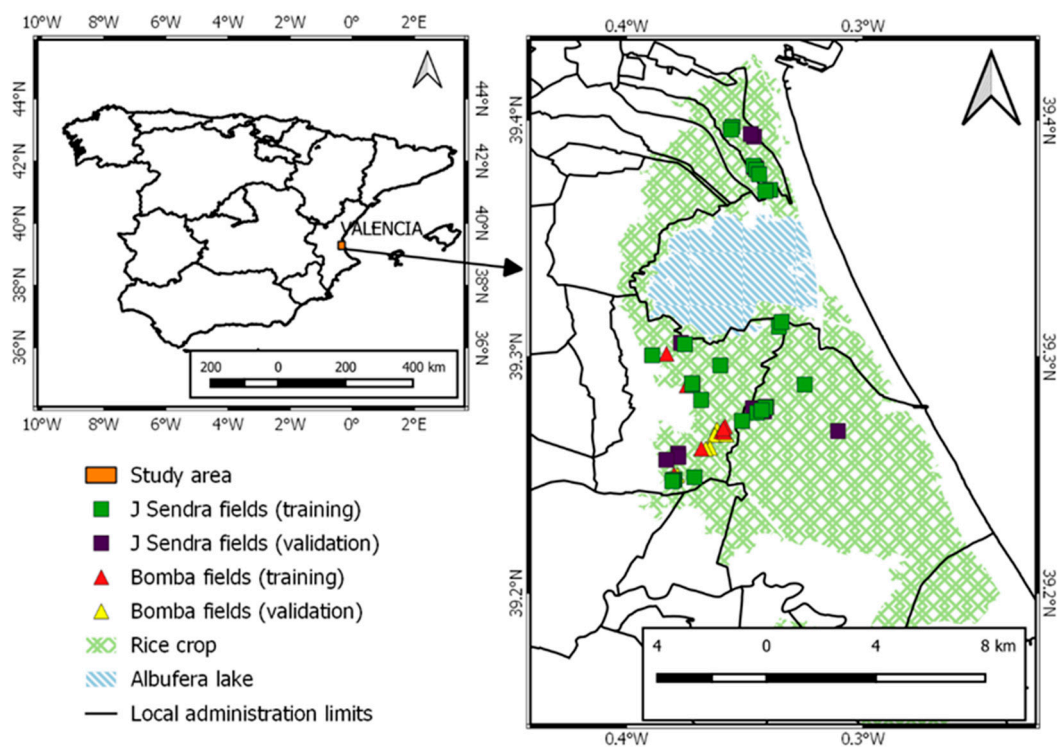 10°W 8°W 6°W 4°W 2°W 0° 2°E
44°N 42°N 40°N 38°N 36°N
44°N 42°N 40°N 38°N 36°N
VALENCIA
200 0 200 400 km
10°W 8°W 6°W 4°W 2°W 0° 2°E
Study area
J Sendra fields (training)
J Sendra fields (validation)
Bomba fields (training)
Bomba fields (validation)
Rice crop
Albufera lake
Local administration limits
0.4°W 0.3°W
39.4°N 39.3°N 39.2°N
39.4°N 39.3°N 39.2°N
4 0 4 8 km
0.4°W 0.3°W